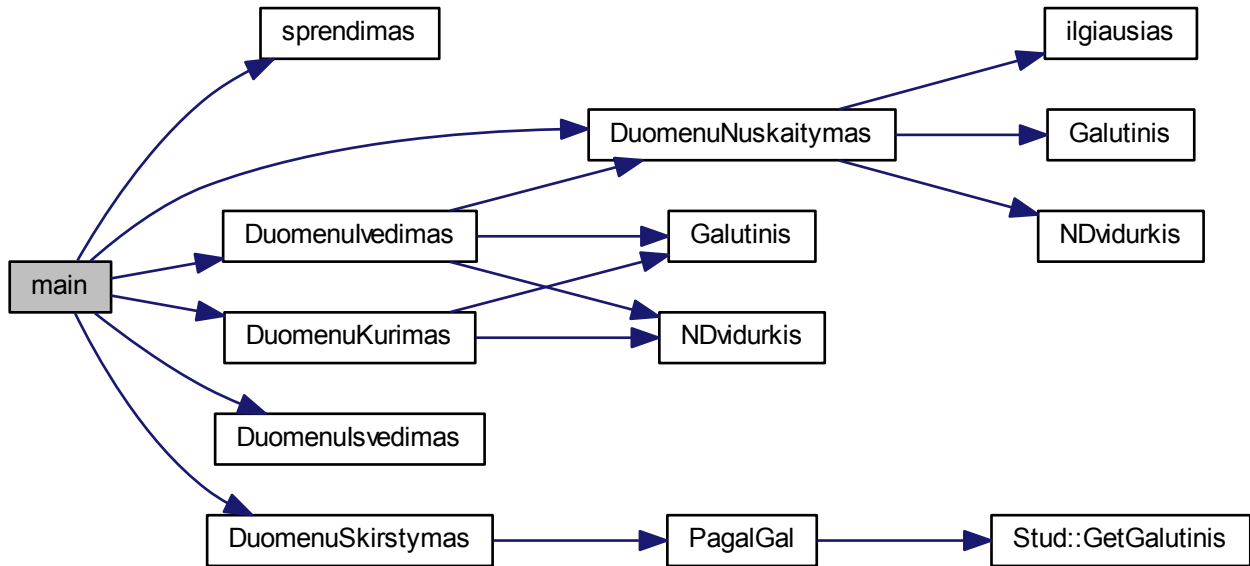 sprendimas
ilgiausias
DuomenuNuskaitymas
Galutinis
DuomenuIvedimas
Galutinis
NDvidurkis
main
DuomenuKurimas
NDvidurkis
DuomenuIsvedimas
DuomenuSkirstymas
PagalGal
Stud::GetGalutinis